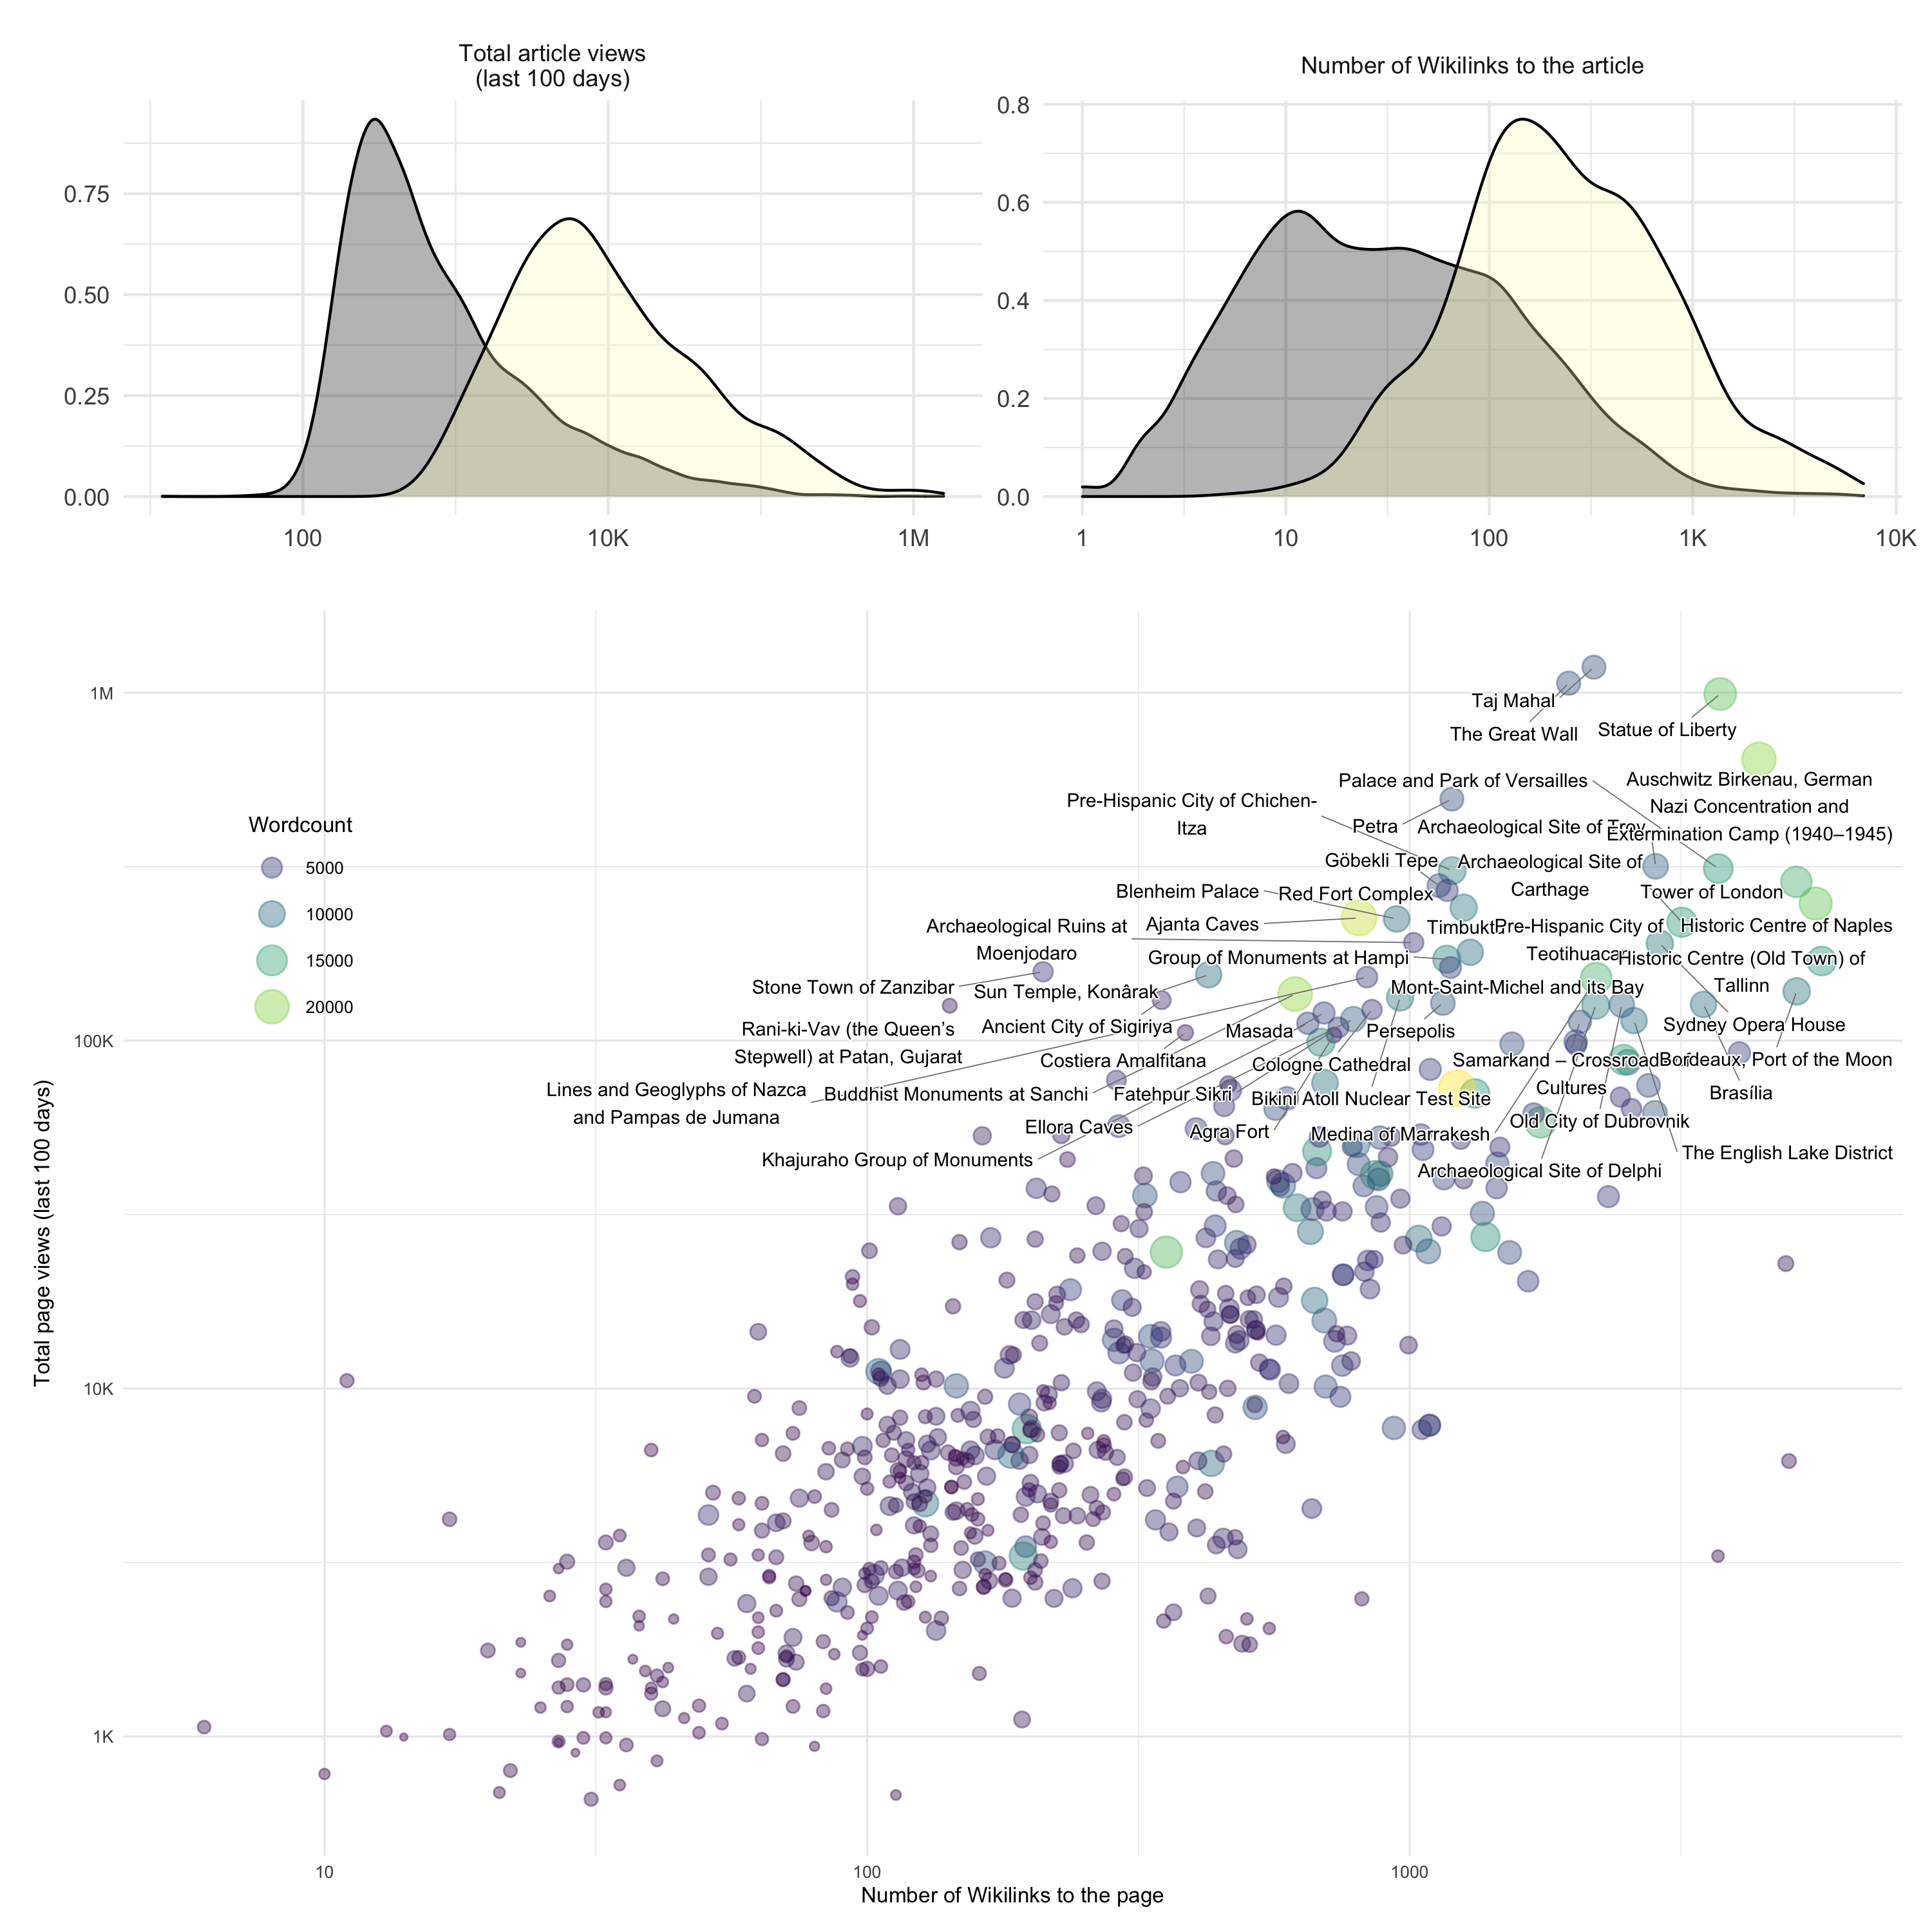 Total article views
(last 100 days)
Number of Wikilinks to the article
0.75
0.50
0.25
0.00
100
10K
1M
0.8
0.6
0.4
0.2
0.0
1
10
100
1K
10K
Total page views (last 100 days)
1M
100K
10K
1K
Wordcount
5000
10000
15000
20000
Taj Mahal
The Great Wall
Statue of Liberty
Palace and Park of Versailles
Auschwitz Birkenau, German
Nazi Concentration and
Extermination Camp (1940–1945)
Pre-Hispanic City of Chichen-
Itza
Petra
Archaeological Site of Troy
Göbekli Tepe
Archaeological Site of
Carthage
Blenheim Palace
Red Fort Complex
Tower of London
Archaeological Ruins at
Moenjodaro
Ajanta Caves
Pre-Hispanic City of
Teotihuacan
Historic Centre of Naples
Group of Monuments at Hampi
Historic Centre (Old Town) of
Tallinn
Stone Town of Zanzibar
Sun Temple, Konârak
Mont-Saint-Michel and its Bay
Rani-ki-Vav (the Queen's
Stepwell) at Patan, Gujarat
Ancient City of Sigiriya
Masada
Persepolis
Sydney Opera House
Costiera Amalfitana
Cologne Cathedral
Samarkand – Crossroad of
Cultures
Bordeaux, Port of the Moon
Lines and Geoglyphs of Nazca
and Pampas de Jumana
Buddhist Monuments at Sanchi
Fatehpur Sikri
Bikini Atoll Nuclear Test Site
Brasília
Ellora Caves
Agra Fort
Medina of Marrakesh
Old City of Dubrovnik
Khajuraho Group of Monuments
Archaeological Site of Delphi
The English Lake District
10
100
1000
Number of Wikilinks to the page